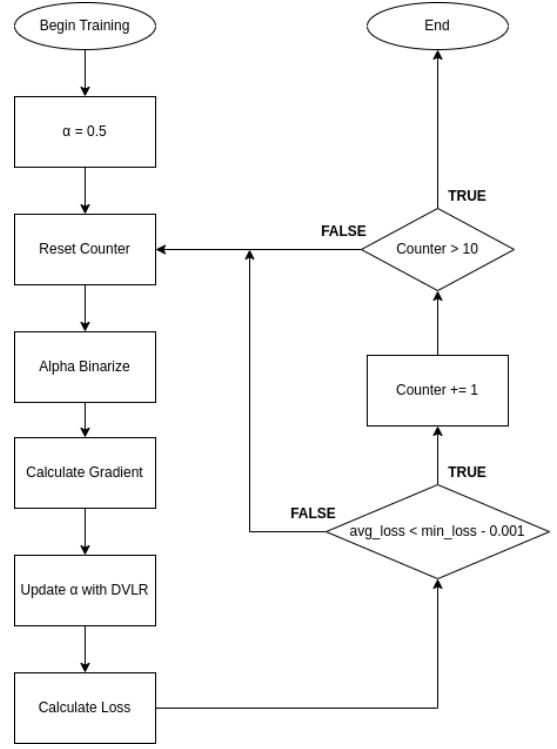 Begin Training
α = 0.5
Reset Counter
Alpha Binarize
Calculate Gradient
Update α with DVLR
Calculate Loss
End
TRUE
FALSE
Counter > 10
Counter += 1
TRUE
FALSE
avg_loss < min_loss - 0.001